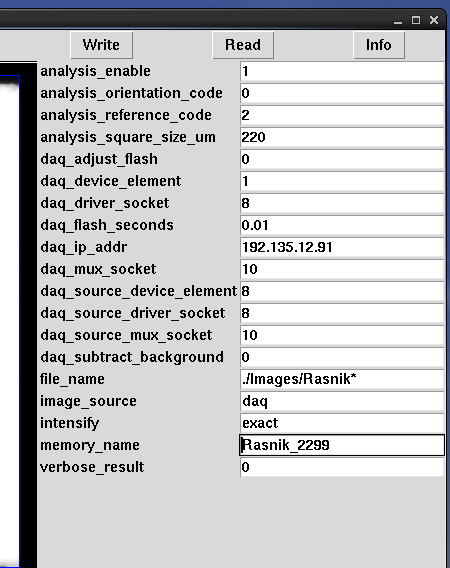 Write Read Info
analysis_enable 1
analysis_orientation_code 0
analysis_reference_code 2
analysis_square_size_um 220
daq_adjust_flash 0
daq_device_element 1
daq_driver_socket 8
daq_flash_seconds 0.01
daq_ip_addr 192.135.12.91
daq_mux_socket 10
daq_source_device_element 8
daq_source_driver_socket 8
daq_source_mux_socket 10
daq_subtract_background 0
file_name ./Images/Rasnik*
image_source daq
intensify exact
memory_name Rasnik_2299
verbose_result 0